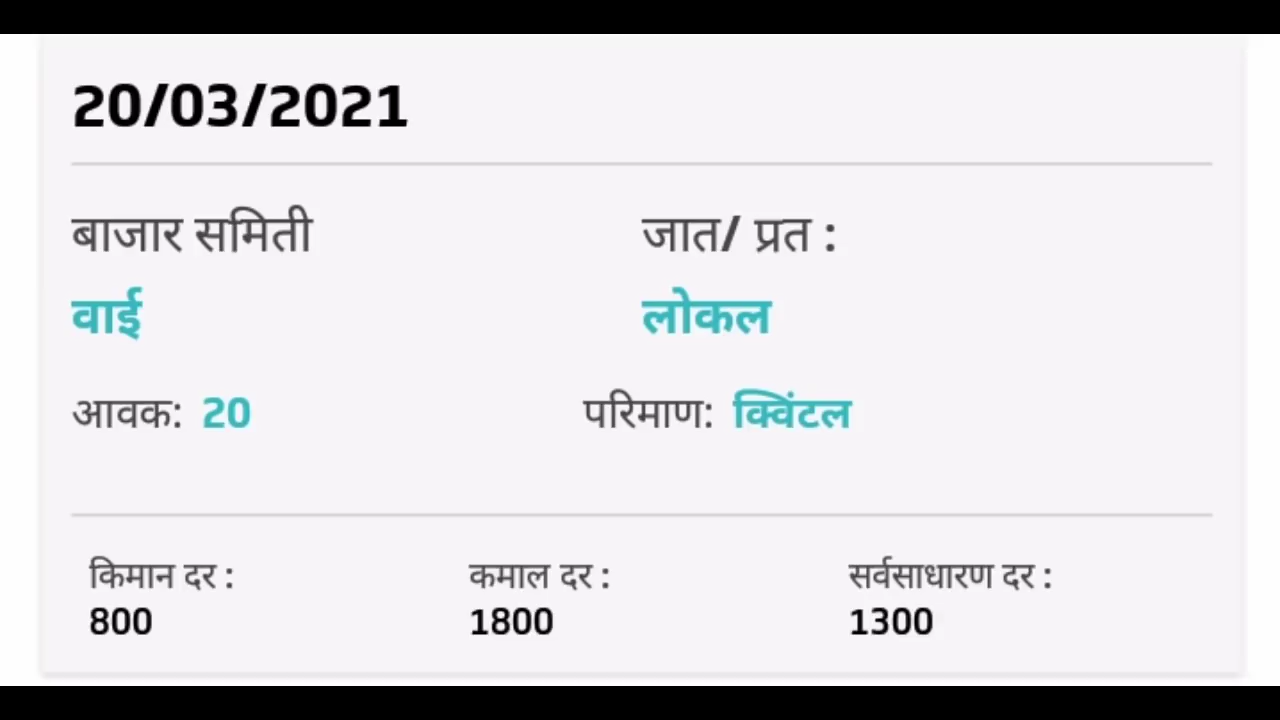 20/03/2021
बाजार समिती जात/ प्रत :
वाई लोकल
आवक: 20 परिमाण: क्विंटल
किमान दर : कमाल दर : सर्वसाधारण दर :
800 1800 1300